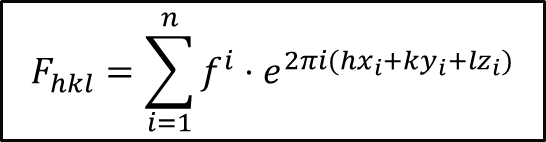 F_{hkl} = \sum_{i=1}^{n} f^{i} \cdot e^{2\pi i(hx_i+ky_i+lz_i)}